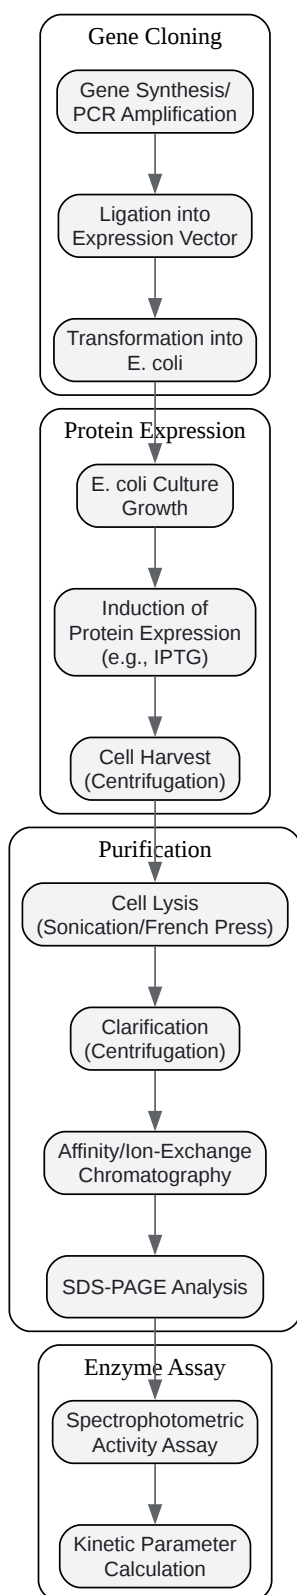 Gene Cloning
Gene Synthesis/
PCR Amplification
Ligation into
Expression Vector
Transformation into
E. coli
Protein Expression
E. coli Culture
Growth
Induction of
Protein Expression
(e.g., IPTG)
Cell Harvest
(Centrifugation)
Purification
Cell Lysis
(Sonication/French Press)
Clarification
(Centrifugation)
Affinity/Ion-Exchange
Chromatography
SDS-PAGE Analysis
Enzyme Assay
Spectrophotometric
Activity Assay
Kinetic Parameter
Calculation